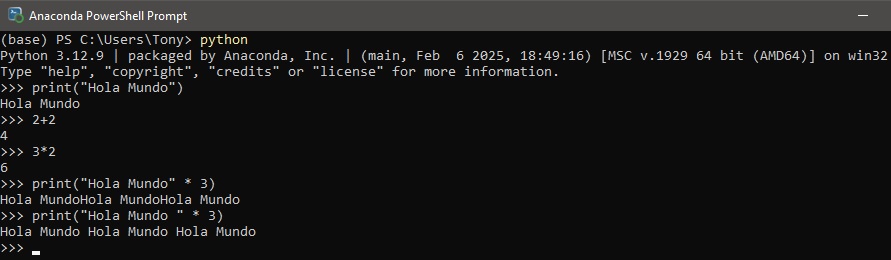 Anaconda PowerShell Prompt
(base) PS C:\Users\Tony> python
Python 3.12.9 | packaged by Anaconda, Inc. | (main, Feb  6 2025, 18:49:16) [MSC v.1929 64 bit (AMD64)] on win32
Type "help", "copyright", "credits" or "license" for more information.
>>> print("Hola Mundo")
Hola Mundo
>>> 2+2
4
>>> 3*2
6
>>> print("Hola Mundo" * 3)
Hola MundoHola MundoHola Mundo
>>> print("Hola Mundo " * 3)
Hola Mundo Hola Mundo Hola Mundo
>>>